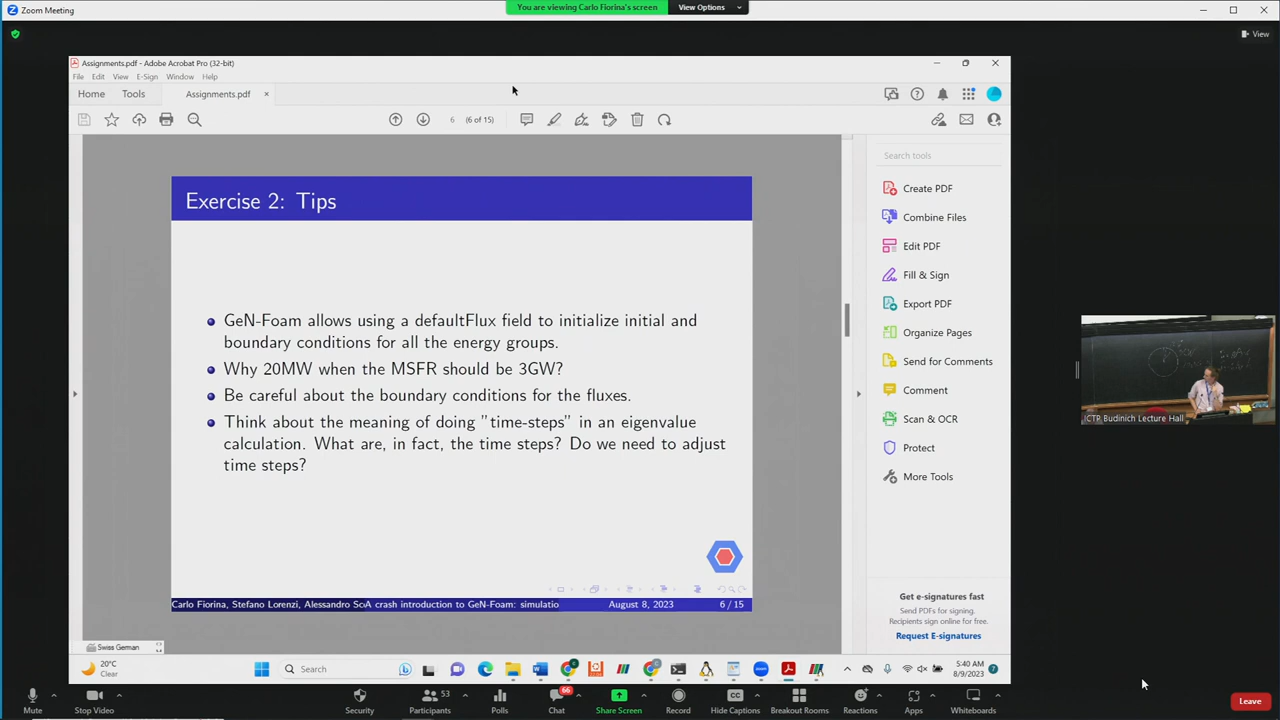 Zoom Meeting
You are viewing Carlo Fiorina's screen
View Options
View
Assignments.pdf - Adobe Acrobat Pro (32-bit)
File Edit View E-Sign Window Help
Home Tools Assignments.pdf ×
6 (6 of 15)
Search tools
Create PDF
Combine Files
Edit PDF
Fill & Sign
Export PDF
Organize Pages
Send for Comments
Comment
Scan & OCR
Protect
More Tools
Get e-signatures fast
Send PDFs for signing.
Recipients sign online for free.
Request E-signatures
Exercise 2: Tips
GeN-Foam allows using a defaultFlux field to initialize initial and
boundary conditions for all the energy groups.
Why 20MW when the MSFR should be 3GW?
Be careful about the boundary conditions for the fluxes.
Think about the meaning of doing "time-steps" in an eigenvalue
calculation. What are, in fact, the time steps? Do we need to adjust
time steps?
Carlo Fiorina, Stefano Lorenzi, Alessandro Sc A crash introduction to GeN-Foam: simulatio August 8, 2023 6 / 15
ICTP Budinich Lecture Hall
Swiss German
20°C
Clear
Search
5:40 AM
8/9/2023
Mute
Stop Video
Security
53
Participants
Polls
66
Chat
Share Screen
Record
Hide Captions
Breakout Rooms
Reactions
Apps
Whiteboards
Leave